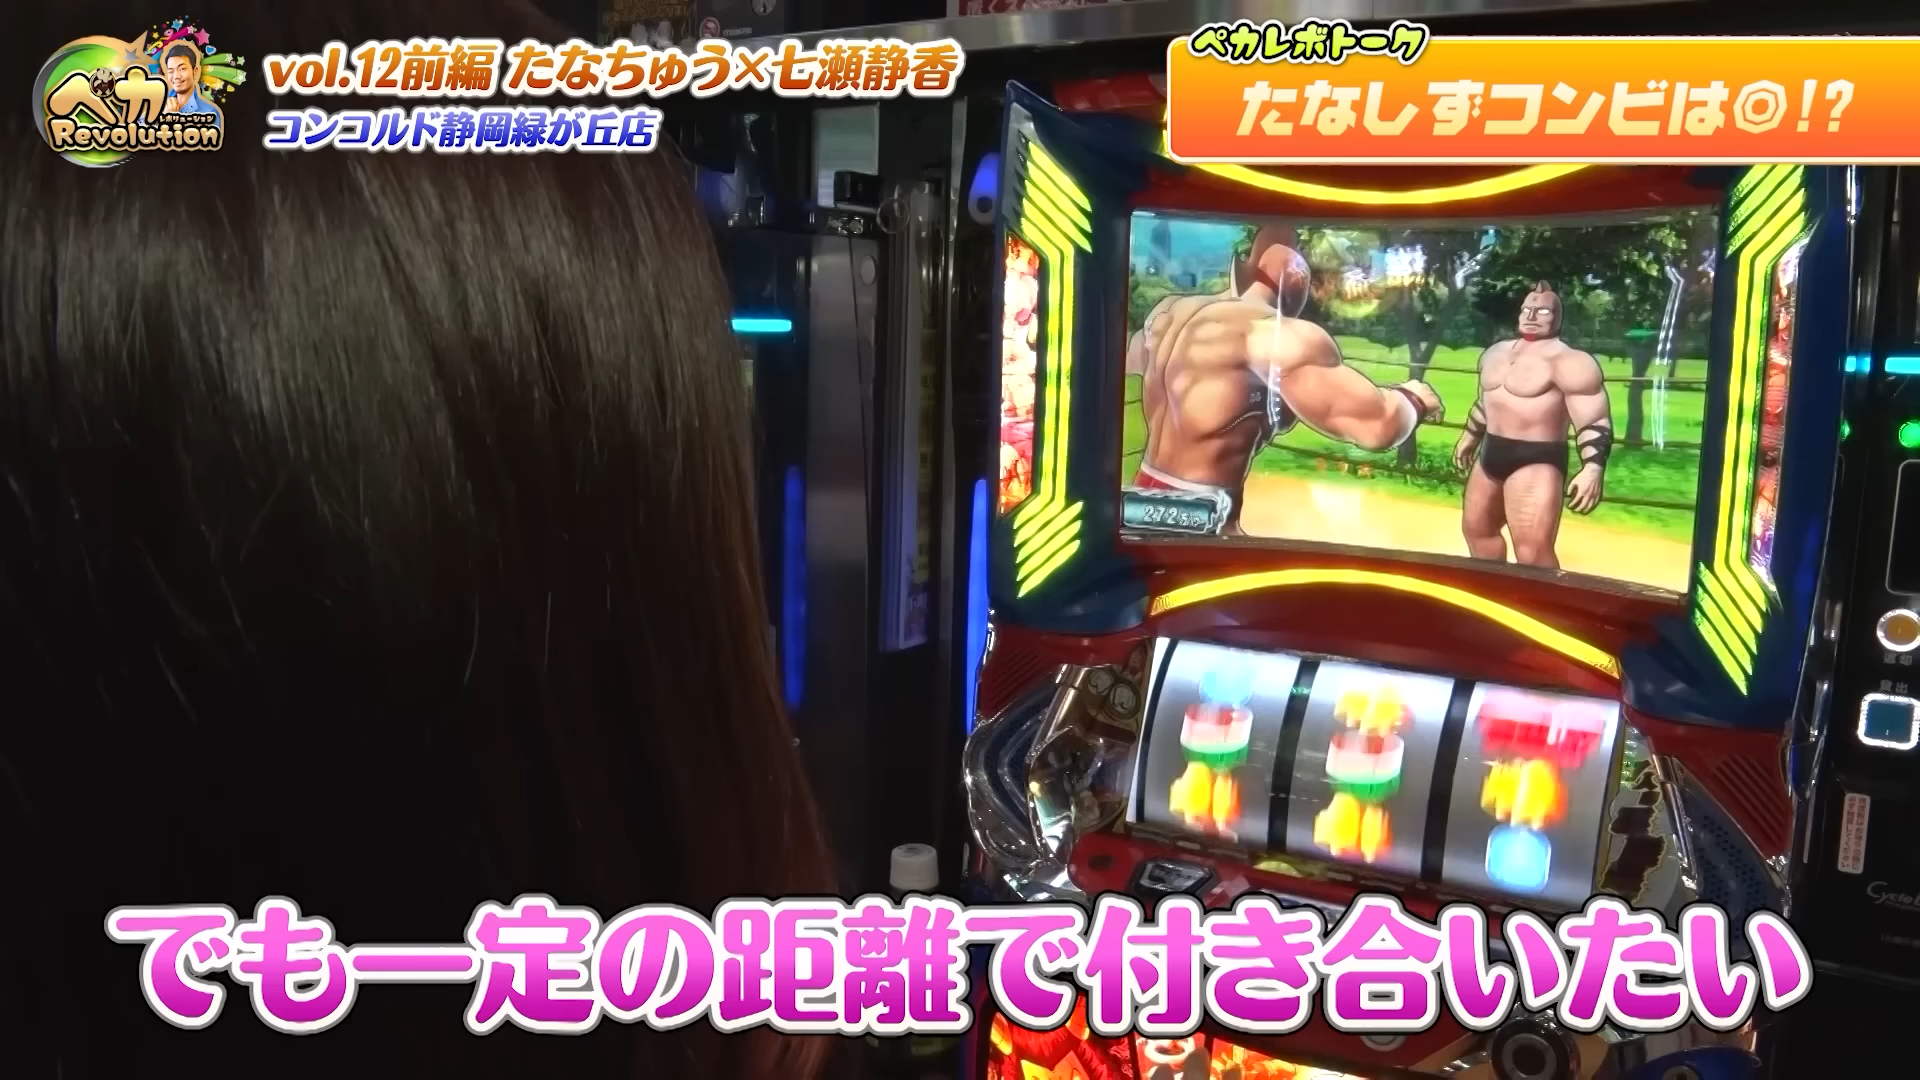 ペカ
レボリューション
Revolution
vol.12前編 たなちゅう×七瀬静香
コンコルド静岡緑が丘店
ペカレボトーク
たなしずコンビは◎!?
272
貸出
でも一定の距離で付き合いたい